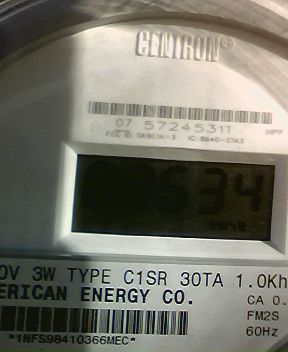 CENTRON®
07 57245311 HPP
634
0V 3W TYPE C1SR 30TA 1.0Kh
ERICAN ENERGY CO.
CA 0.
FM2S
*1NFS98410366MEC*
60Hz